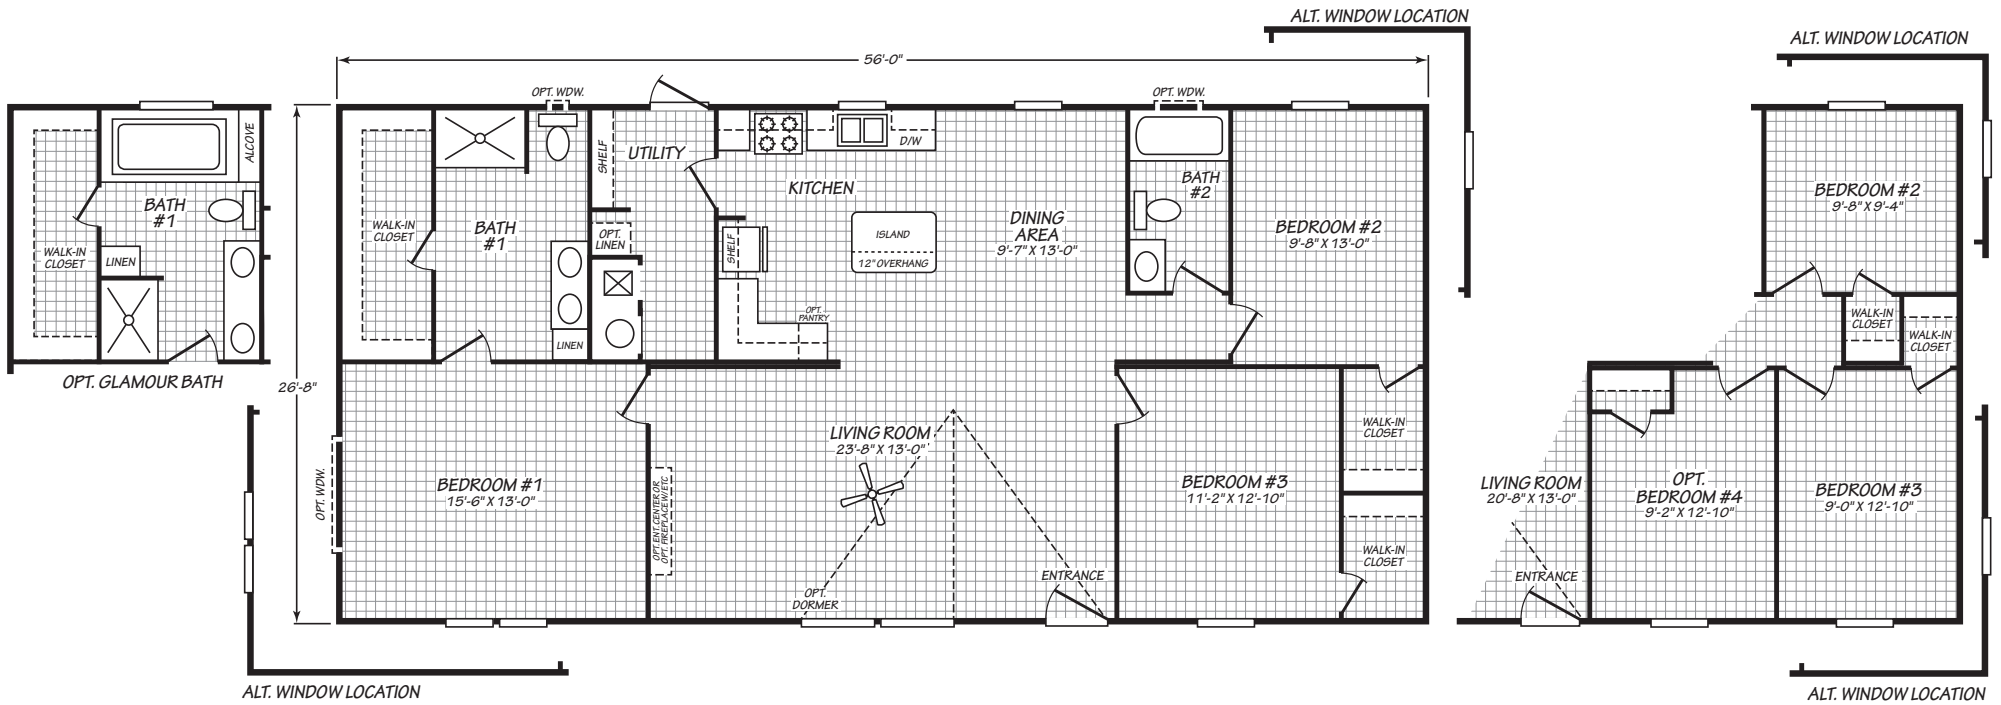 ALT. WINDOW LOCATION
ALT. WINDOW LOCATION
56'-0"
OPT. WDW.
OPT. WDW.
ALCOVE
BATH
#1
WALK-IN
CLOSET
LINEN
OPT. GLAMOUR BATH
26'-8"
WALK-IN
CLOSET
BATH
#1
SHELF
UTILITY
OPT.
LINEN
LINEN
KITCHEN
D/W
SHELF
ISLAND
12" OVERHANG
OPT.
PANTRY
DINING
AREA
9'-7" X 13'-0"
BATH
#2
BEDROOM #2
9'-8" X 13'-0"
OPT. WDW.
BEDROOM #1
15'-6" X 13'-0"
OPT. ENT. CENTER OR
OPT. FIREPLACE W/ETC
LIVING ROOM
23'-8" X 13'-0"
OPT.
DORMER
ENTRANCE
BEDROOM #3
11'-2" X 12'-10"
WALK-IN
CLOSET
WALK-IN
CLOSET
BEDROOM #2
9'-8" X 9'-4"
WALK-IN
CLOSET
WALK-IN
CLOSET
LIVING ROOM
20'-8" X 13'-0"
ENTRANCE
OPT.
BEDROOM #4
9'-2" X 12'-10"
BEDROOM #3
9'-0" X 12'-10"
ALT. WINDOW LOCATION
ALT. WINDOW LOCATION